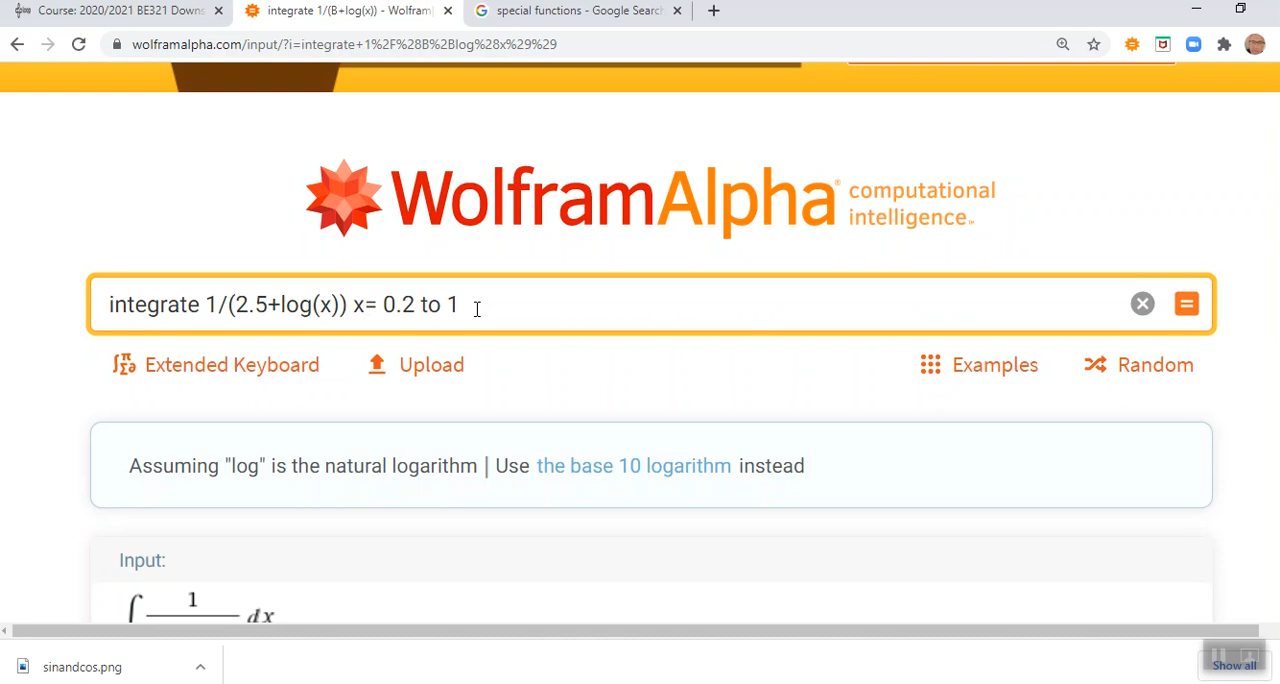 Course: 2020/2021 BE321 Downs
integrate 1/(B+log(x)) - Wolfram
special functions - Google Search
wolframalpha.com/input/?i=integrate+1%2F%28B%2Blog%28x%29%29
WolframAlpha computational intelligence™
integrate 1/(2.5+log(x)) x= 0.2 to 1
Extended Keyboard
Upload
Examples
Random
Assuming "log" is the natural logarithm | Use the base 10 logarithm instead
Input:
∫ 1 dx
sinandcos.png
Show all